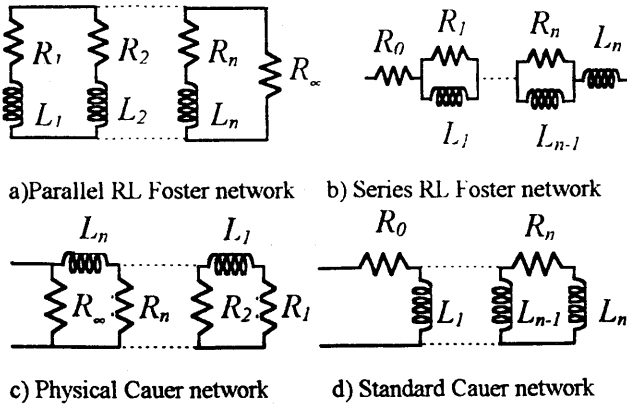 R₁ R₂ Rₙ R∞
L₁ L₂ Lₙ
a)Parallel RL Foster network
R₀ R₁ Rₙ Lₙ
L₁ Lₙ₋₁
b) Series RL Foster network
Lₙ L₁
R∞ Rₙ R₂ R₁
c) Physical Cauer network
R₀ Rₙ
L₁ Lₙ₋₁ Lₙ
d) Standard Cauer network